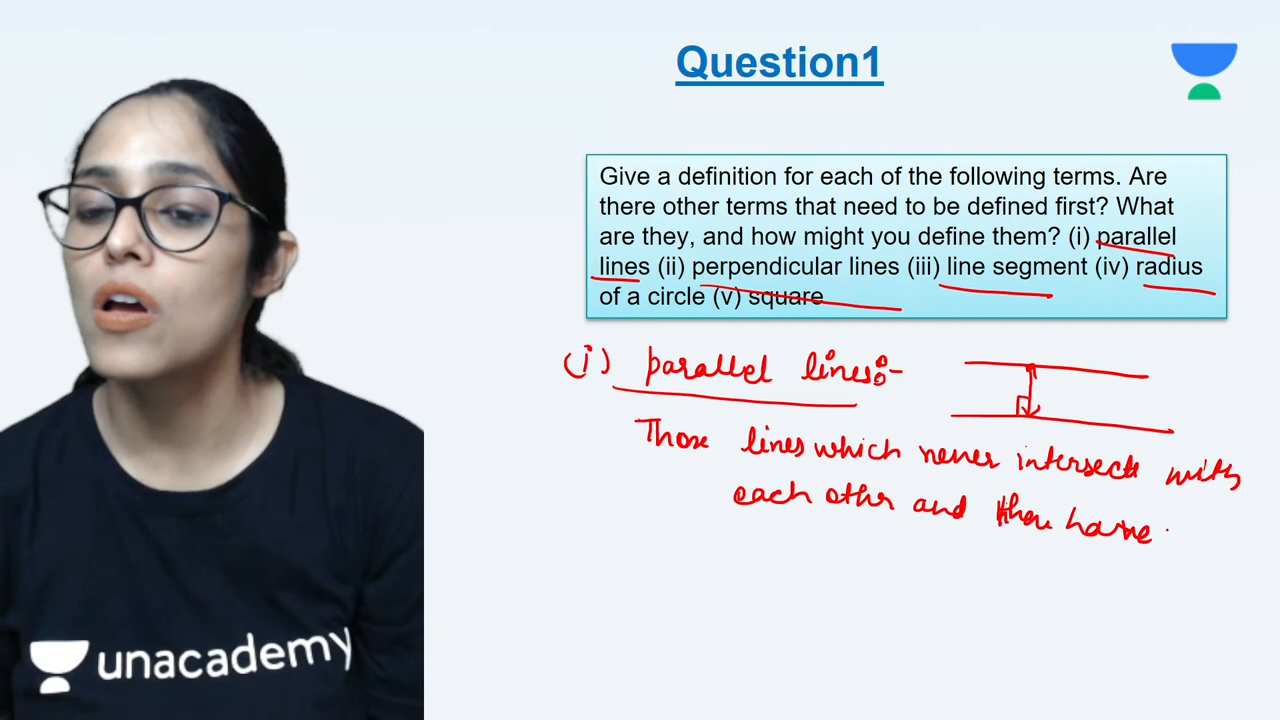 Question1
Give a definition for each of the following terms. Are
there other terms that need to be defined first? What
are they, and how might you define them? (i) parallel
lines (ii) perpendicular lines (iii) line segment (iv) radius
of a circle (v) square
(i) parallel lines:-
Those lines which never intersect with
each other and have
unacademy